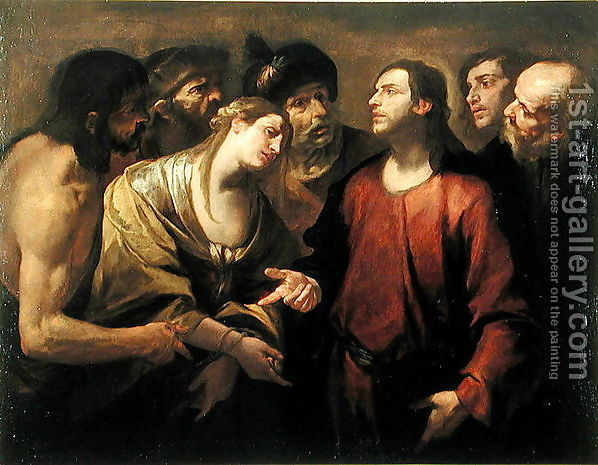 1st-art-gallery.com
This watermark does not appear on the painting